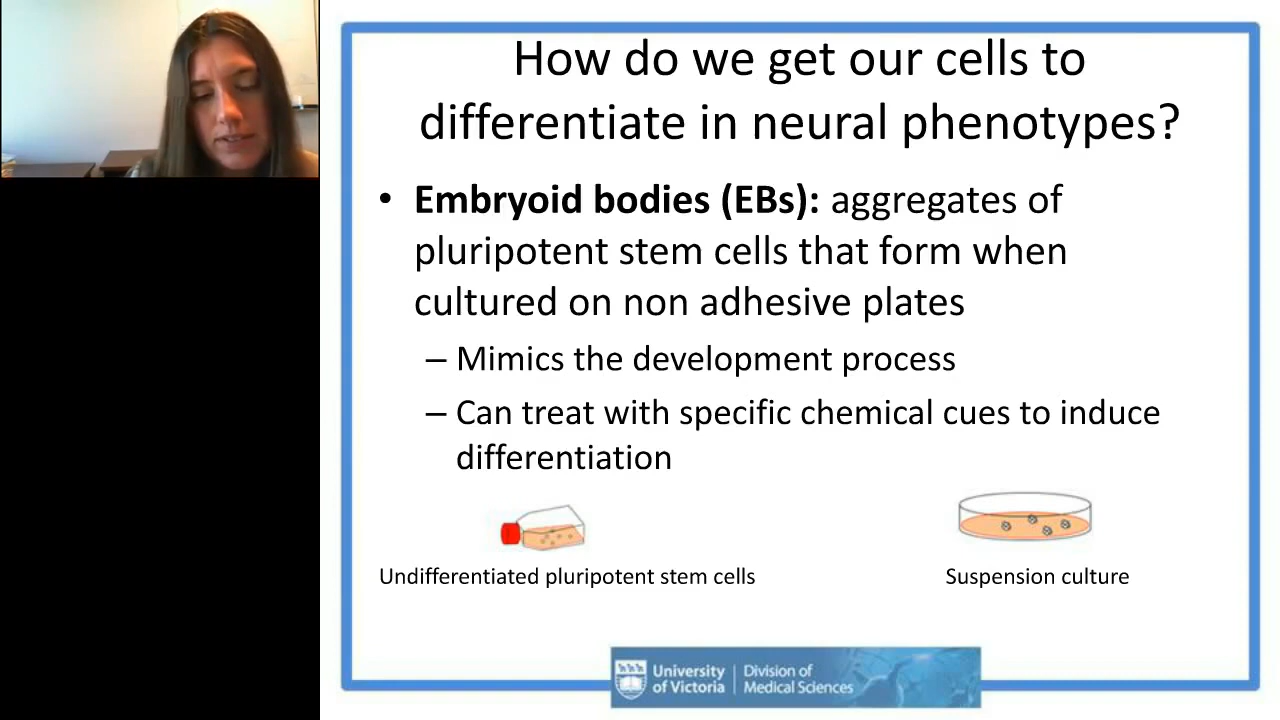 How do we get our cells to
differentiate in neural phenotypes?
• Embryoid bodies (EBs): aggregates of
pluripotent stem cells that form when
cultured on non adhesive plates
– Mimics the development process
– Can treat with specific chemical cues to induce
differentiation
Undifferentiated pluripotent stem cells
Suspension culture
University
of Victoria
Division of
Medical Sciences